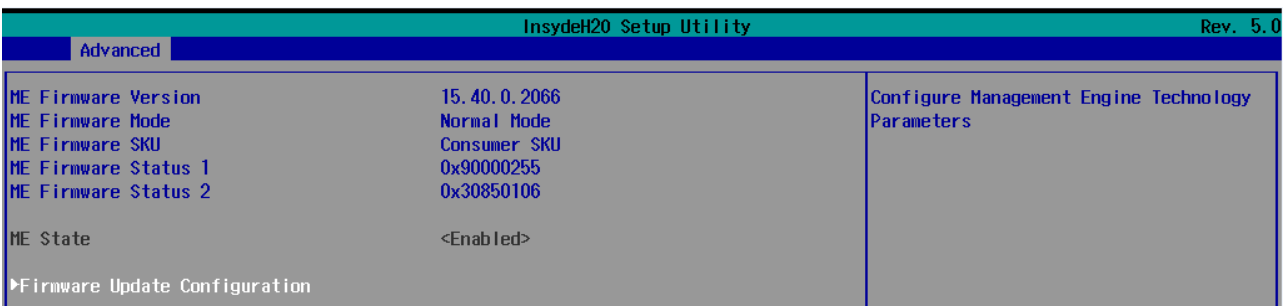 InsydeH20 Setup Utility Rev. 5.0
Advanced
ME Firmware Version 15.40.0.2066 Configure Management Engine Technology
ME Firmware Mode Normal Mode Parameters
ME Firmware SKU Consumer SKU
ME Firmware Status 1 0x90000255
ME Firmware Status 2 0x30850106
ME State <Enabled>
▶Firmware Update Configuration